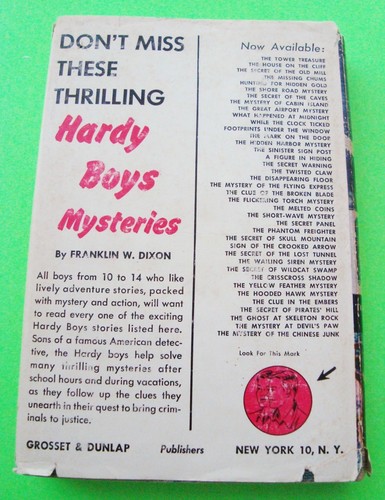 DON'T MISS
THESE
THRILLING
Hardy
Boys
Mysteries
By FRANKLIN W. DIXON
All boys from 10 to 14 who like
lively adventure stories, packed
with mystery and action, will want
to read every one of the exciting
Hardy Boys stories listed here.
Sons of a famous American detec-
tive, the Hardy boys help solve
many thrilling mysteries after
school hours and during vacations,
as they follow up the clues they
unearth in their quest to bring crim-
inals to justice.
Now Available:
THE TOWER TREASURE
THE HOUSE ON THE CLIFF
THE SECRET OF THE OLD MILL
THE MISSING CHUMS
HUNTING FOR HIDDEN GOLD
THE SHORE ROAD MYSTERY
THE SECRET OF THE CAVES
THE MYSTERY OF CABIN ISLAND
THE GREAT AIRPORT MYSTERY
WHAT HAPPENED AT MIDNIGHT
WHILE THE CLOCK TICKED
FOOTPRINTS UNDER THE WINDOW
THE MARK ON THE DOOR
THE HIDDEN HARBOR MYSTERY
THE SINISTER SIGN POST
A FIGURE IN HIDING
THE SECRET WARNING
THE TWISTED CLAW
THE DISAPPEARING FLOOR
THE MYSTERY OF THE FLYING EXPRESS
THE CLUE OF THE BROKEN BLADE
THE FLICKERING TORCH MYSTERY
THE MELTED COINS
THE SHORT-WAVE MYSTERY
THE SECRET PANEL
THE PHANTOM FREIGHTER
THE SECRET OF SKULL MOUNTAIN
SIGN OF THE CROOKED ARROW
THE SECRET OF THE LOST TUNNEL
THE WAILING SIREN MYSTERY
THE SECRET OF WILDCAT SWAMP
THE CRISSCROSS SHADOW
THE YELLOW FEATHER MYSTERY
THE HOODED HAWK MYSTERY
THE CLUE IN THE EMBERS
THE SECRET OF PIRATES' HILL
THE GHOST AT SKELETON ROCK
THE MYSTERY AT DEVIL'S PAW
THE MYSTERY OF THE CHINESE JUNK
Look For This Mark
GROSSET & DUNLAP Publishers NEW YORK 10, N. Y.